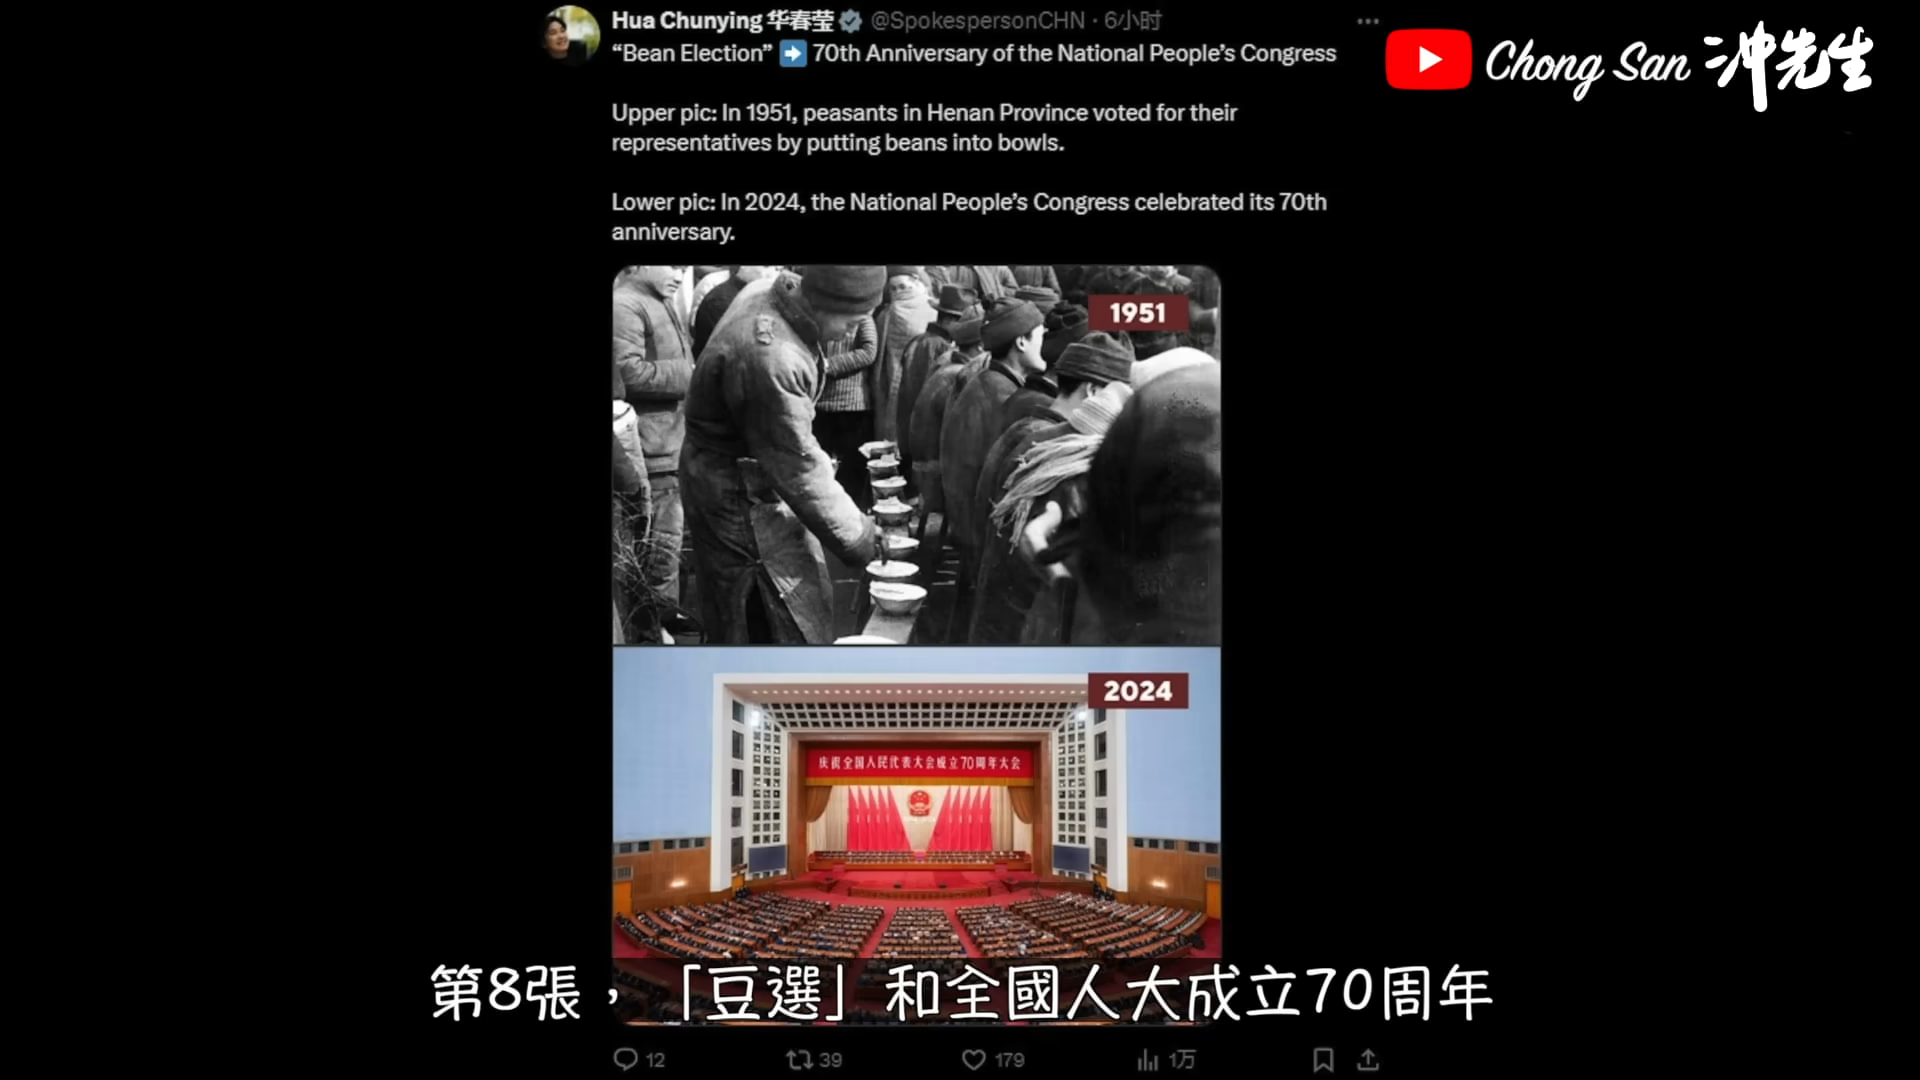 Hua Chunying 华春莹 @SpokespersonCHN · 6小时
“Bean Election” ➡ 70th Anniversary of the National People’s Congress
Upper pic: In 1951, peasants in Henan Province voted for their
representatives by putting beans into bowls.
Lower pic: In 2024, the National People’s Congress celebrated its 70th
anniversary.
Chong San 沖先生
1951
2024
庆祝全国人民代表大会成立70周年大会
第8張，「豆選」和全國人大成立70周年
12 39 179 1万